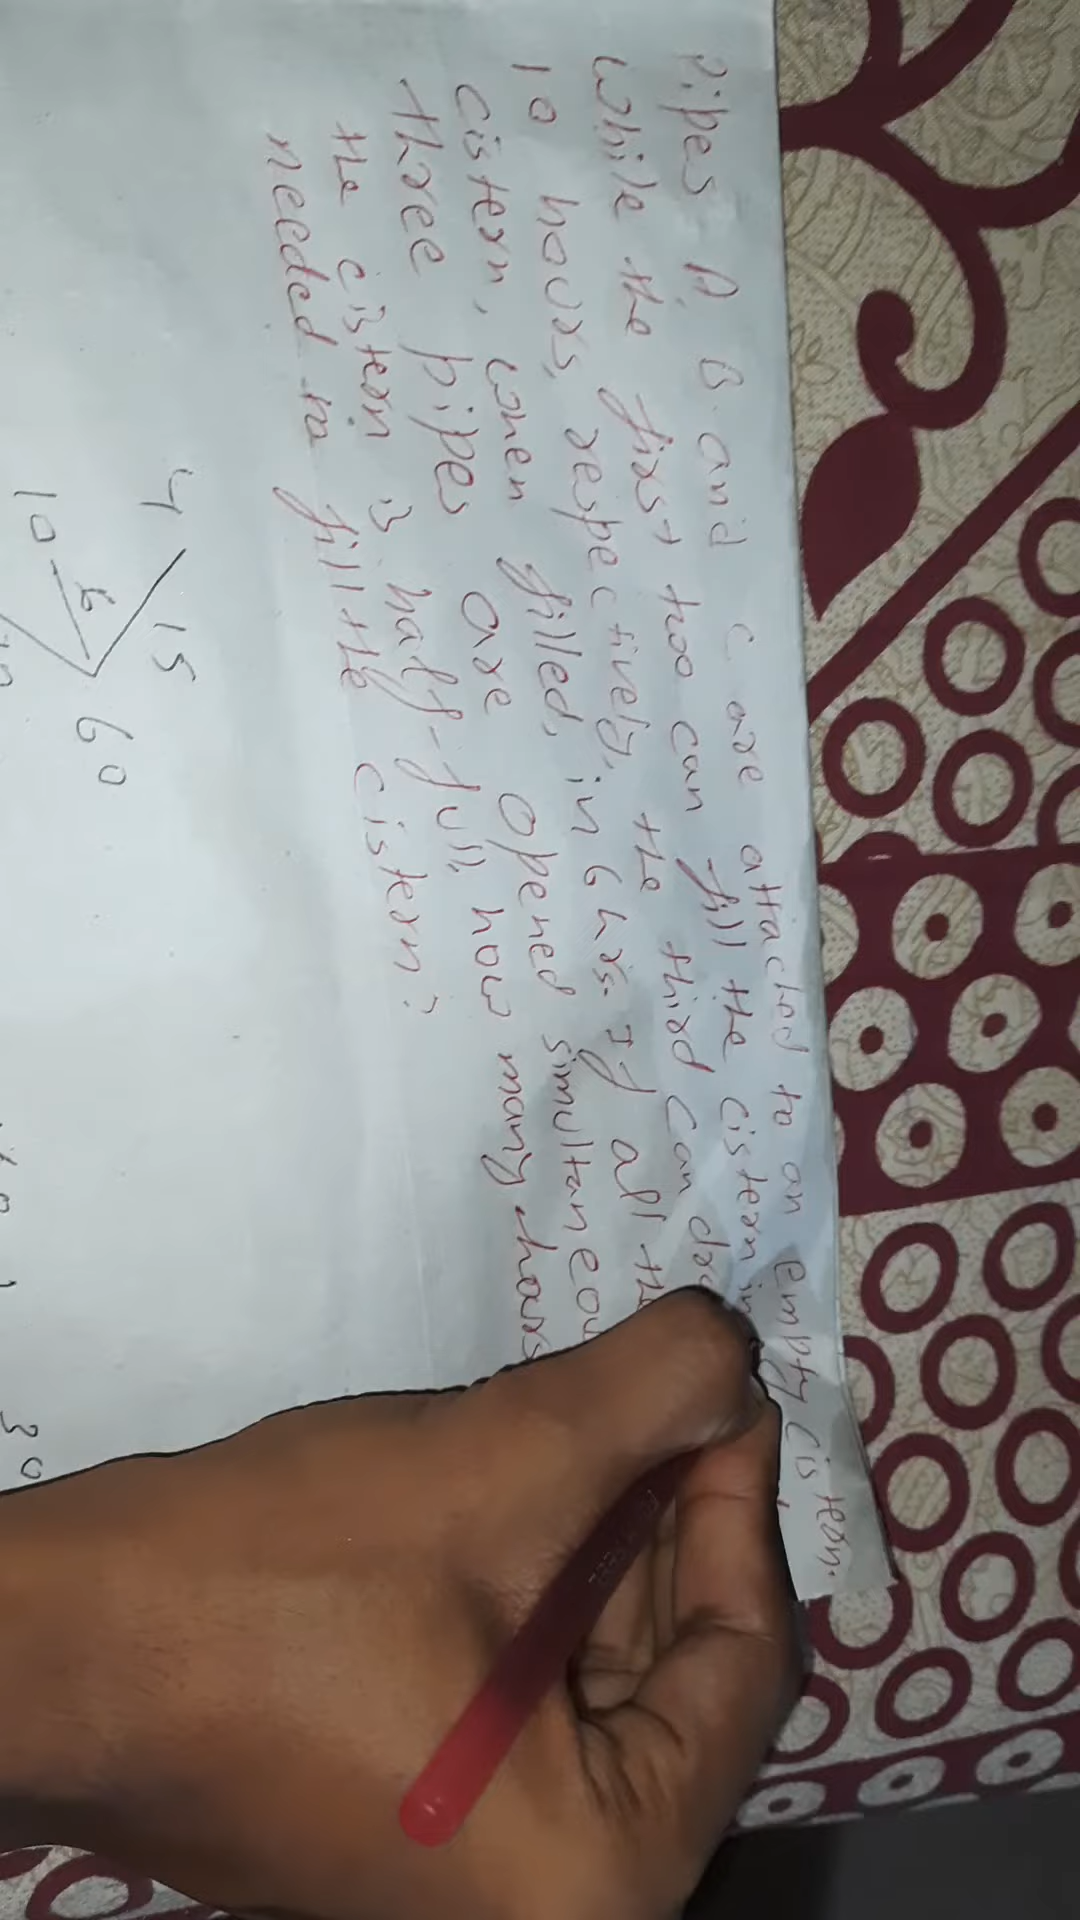 Pipes A, B and C are attached to an empty cistern.
while the first two can fill the cistern in
10 hours, respectively, the third can
cistern, when filled, in 6 hrs. If all the
three pipes are opened
the cistern is half-full, how many hours
needed to fill the cistern?
4 15
10 6 60
30